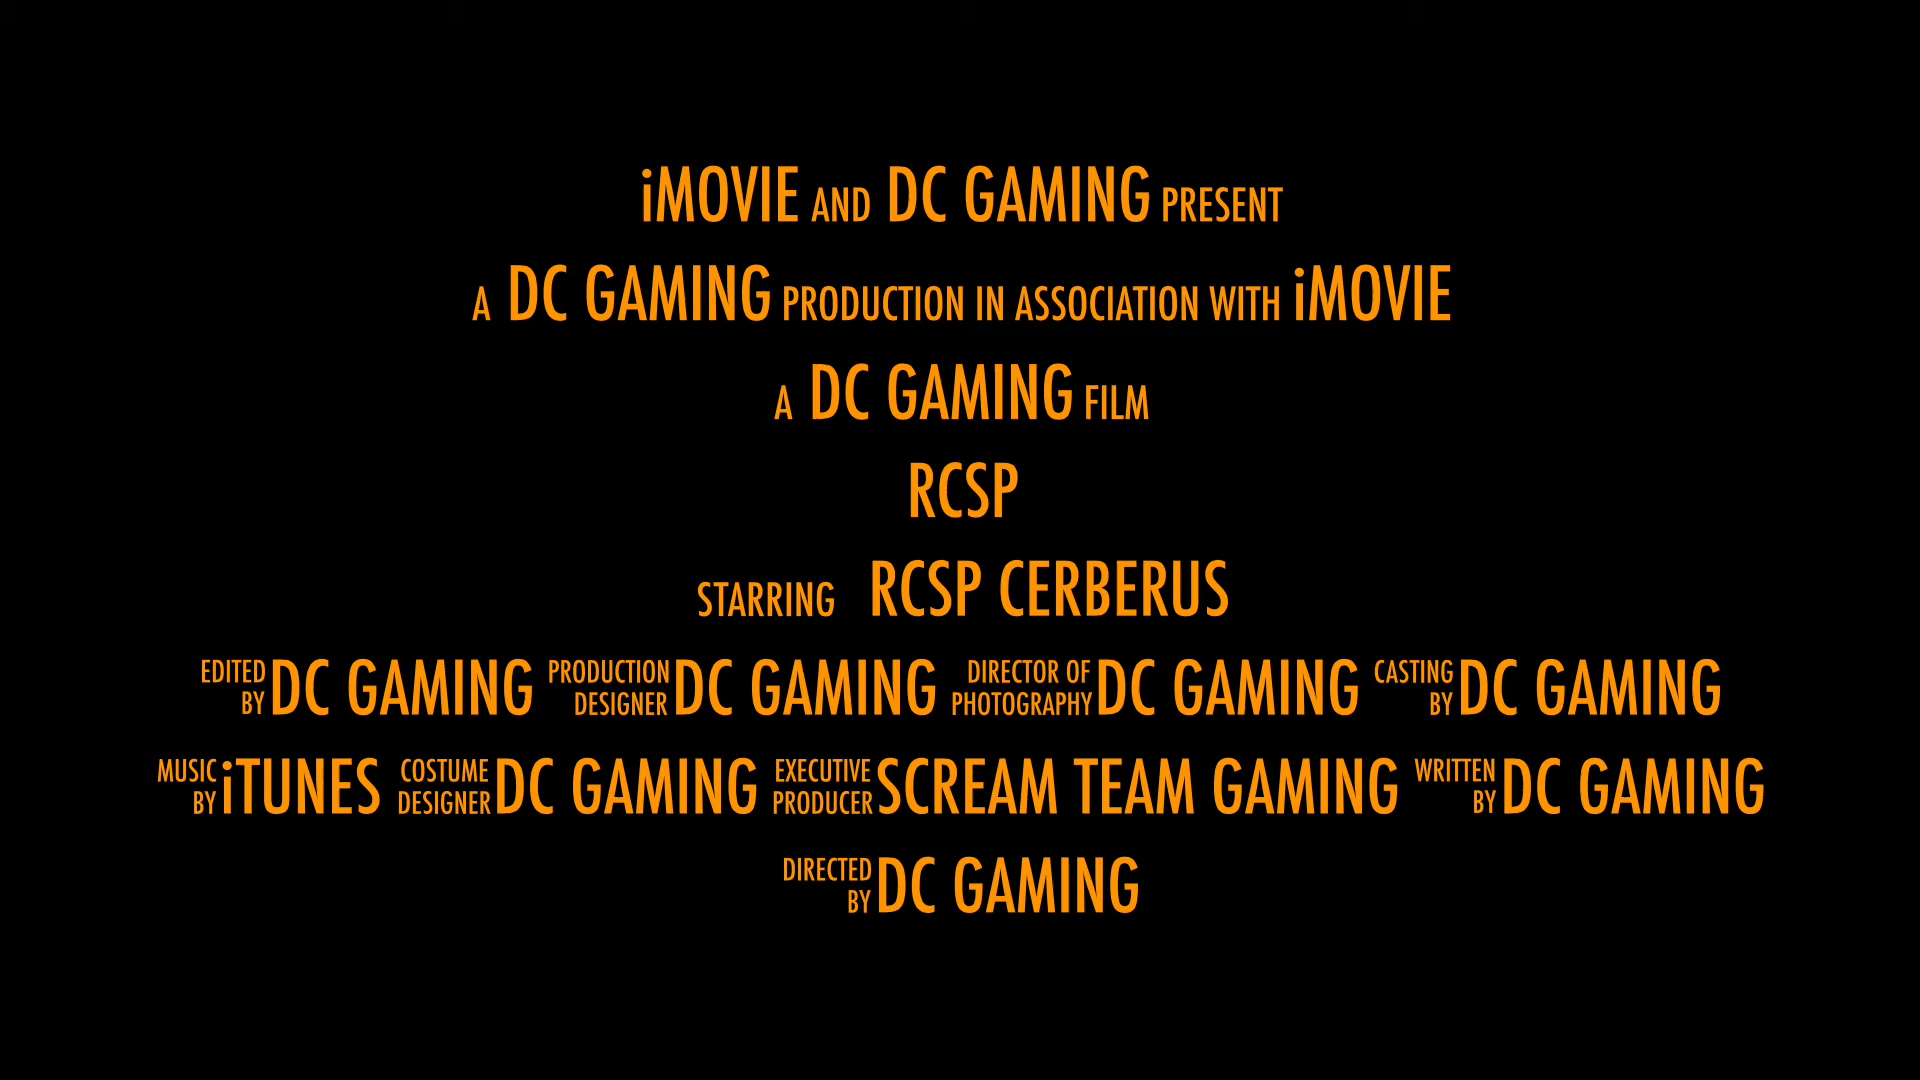 iMOVIE AND DC GAMING PRESENT
A DC GAMING PRODUCTION IN ASSOCIATION WITH iMOVIE
A DC GAMING FILM
RCSP
STARRING RCSP CERBERUS
EDITED BY DC GAMING PRODUCTION DESIGNER DC GAMING DIRECTOR OF PHOTOGRAPHY DC GAMING CASTING BY DC GAMING
MUSIC BY iTUNES COSTUME DESIGNER DC GAMING EXECUTIVE PRODUCER SCREAM TEAM GAMING WRITTEN BY DC GAMING
DIRECTED BY DC GAMING